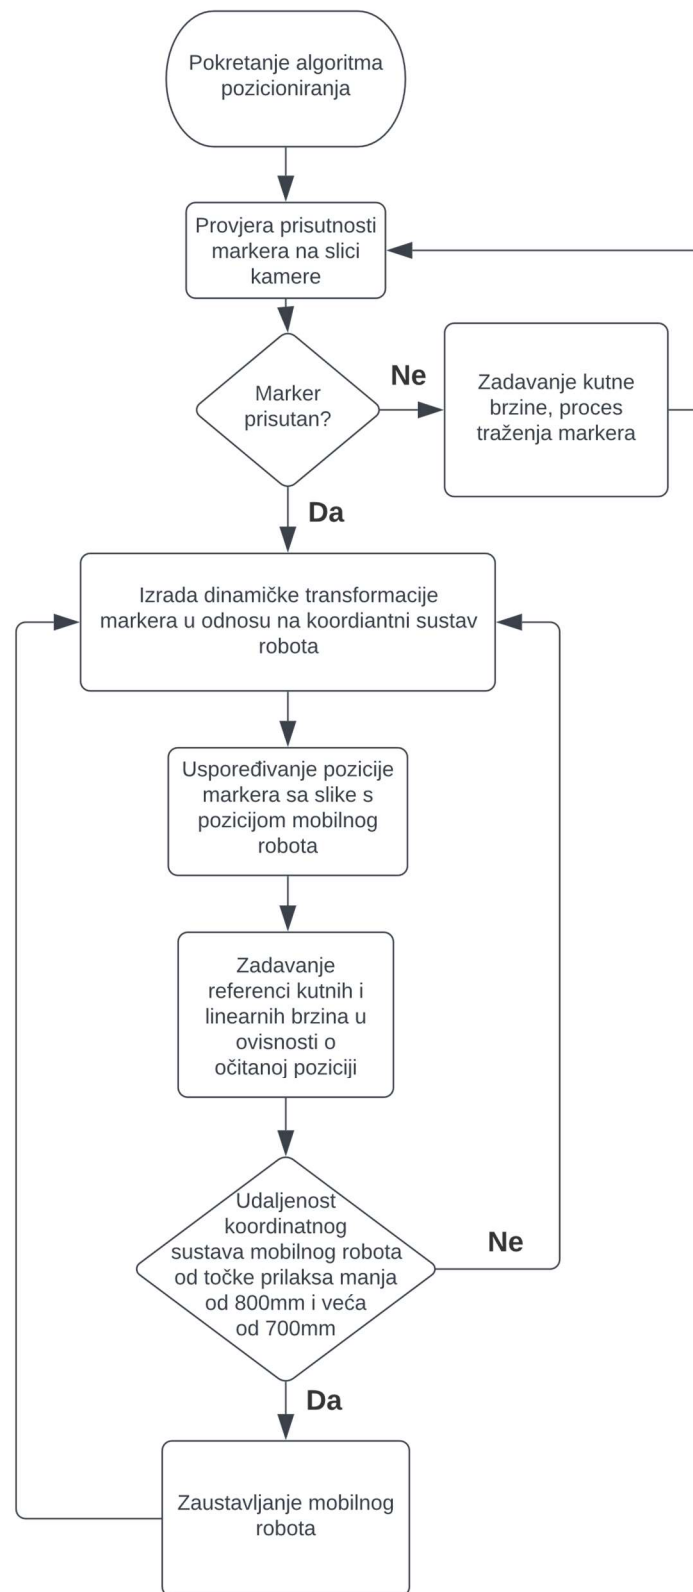 Pokretanje algoritma
pozicioniranja
Provjera prisutnosti
markera na slici
kamere
Marker
prisutan?
Ne
Zadavanje kutne
brzine, proces
traženja markera
Da
Izrada dinamičke transformacije
markera u odnosu na koordiantni sustav
robota
Uspoređivanje pozicije
markera sa slike s
pozicijom mobilnog
robota
Zadavanje
referenci kutnih i
linearnih brzina u
ovisnosti o
očitanoj poziciji
Udaljenost
koordinatnog
sustava mobilnog robota
od točke prilaksa manja
od 800mm i veća
od 700mm
Ne
Da
Zaustavljanje mobilnog
robota